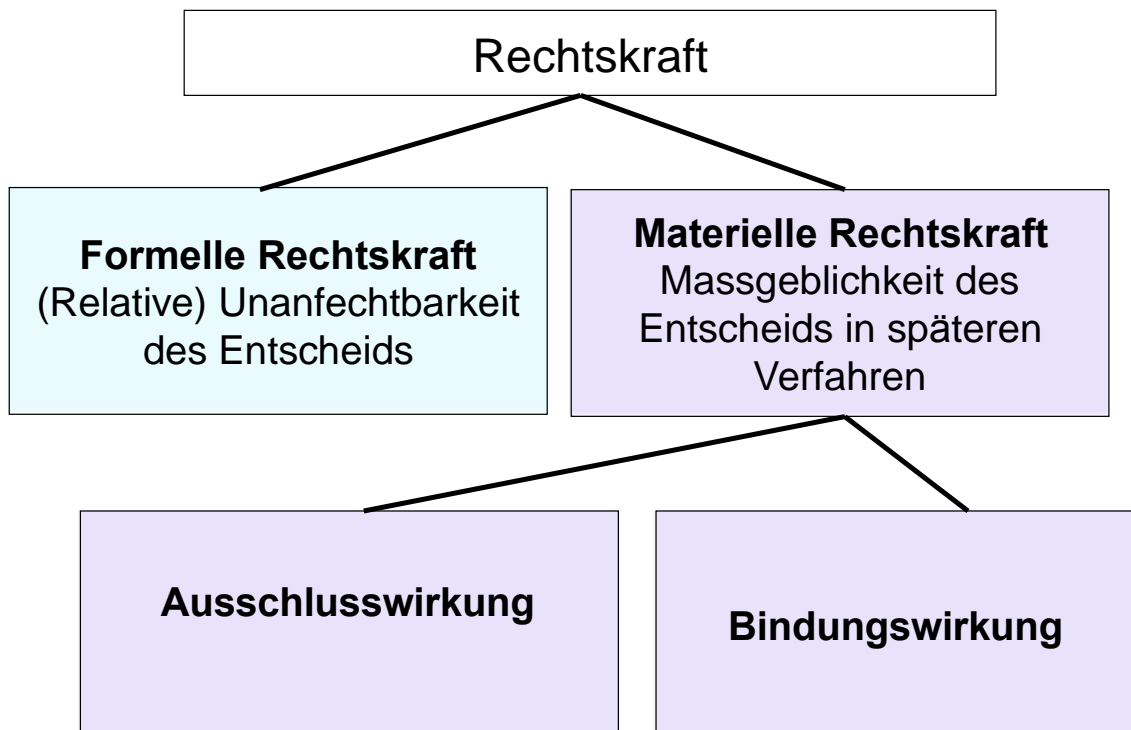 Rechtskraft
Formelle Rechtskraft
(Relative) Unanfechtbarkeit
des Entscheids
Materielle Rechtskraft
Massgeblichkeit des
Entscheids in späteren
Verfahren
Ausschlusswirkung
Bindungswirkung